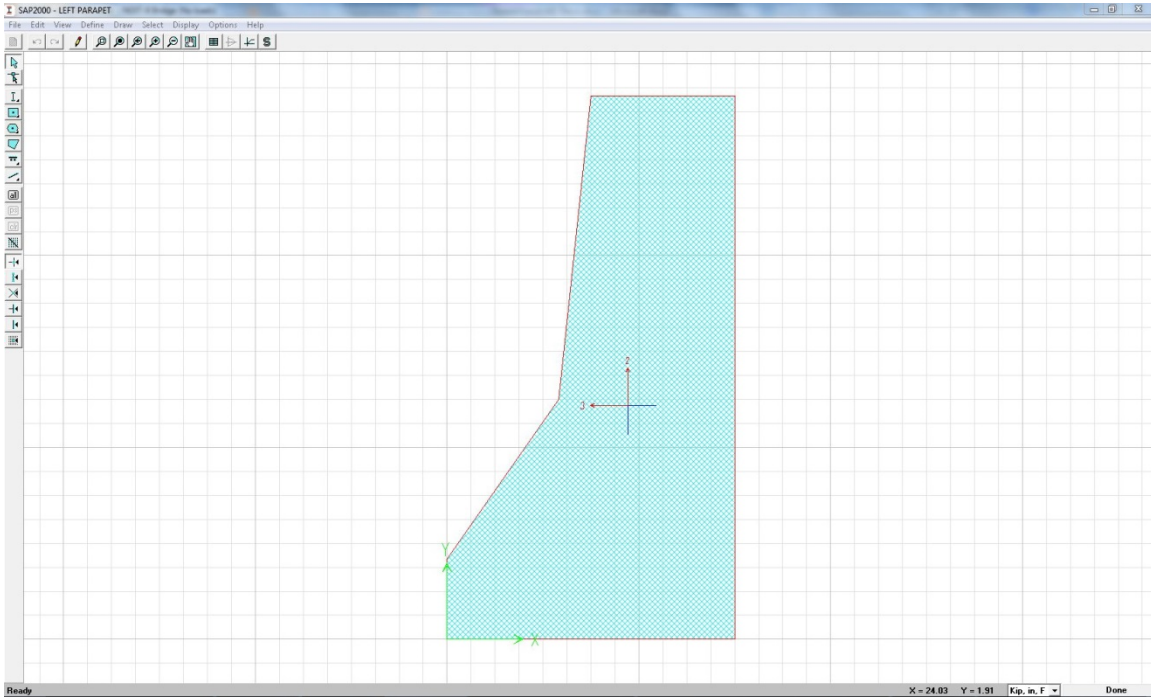 SAP2000 - LEFT PARAPET
File Edit View Define Draw Select Display Options Help
2
3
Y
X
Ready
X = 24.03 Y = 1.91 Kip, in, F Done